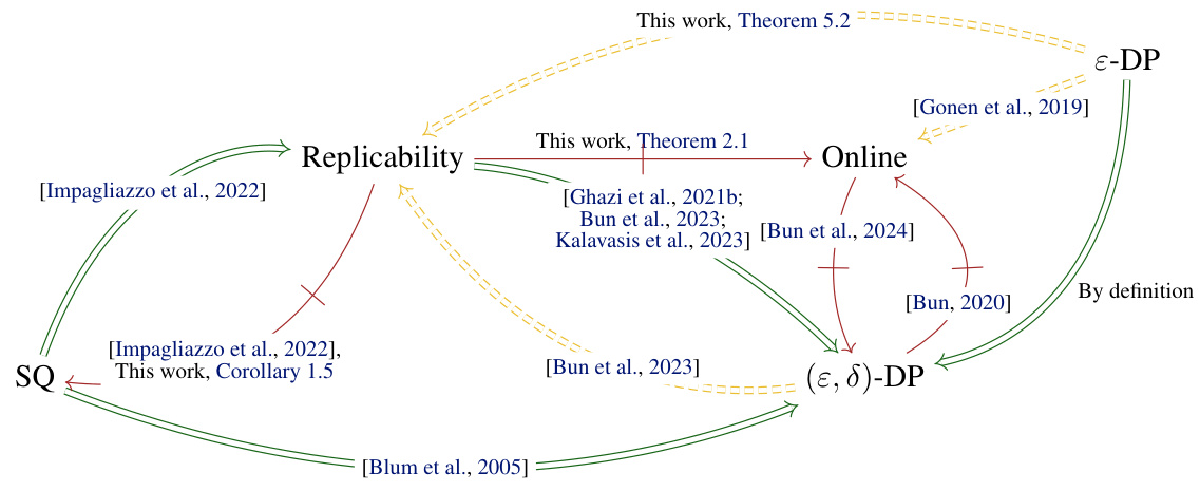 This work, Theorem 5.2
ε-DP
[Gonen et al., 2019]
This work, Theorem 2.1
Replicability
Online
[Impagliazzo et al., 2022]
[Ghazi et al., 2021b;
Bun et al., 2023;
Kalavasis et al., 2023]
[Bun et al., 2024]
By definition
[Bun, 2020]
[Impagliazzo et al., 2022],
This work, Corollary 1.5
[Bun et al., 2023]
SQ
(ε, δ)-DP
[Blum et al., 2005]